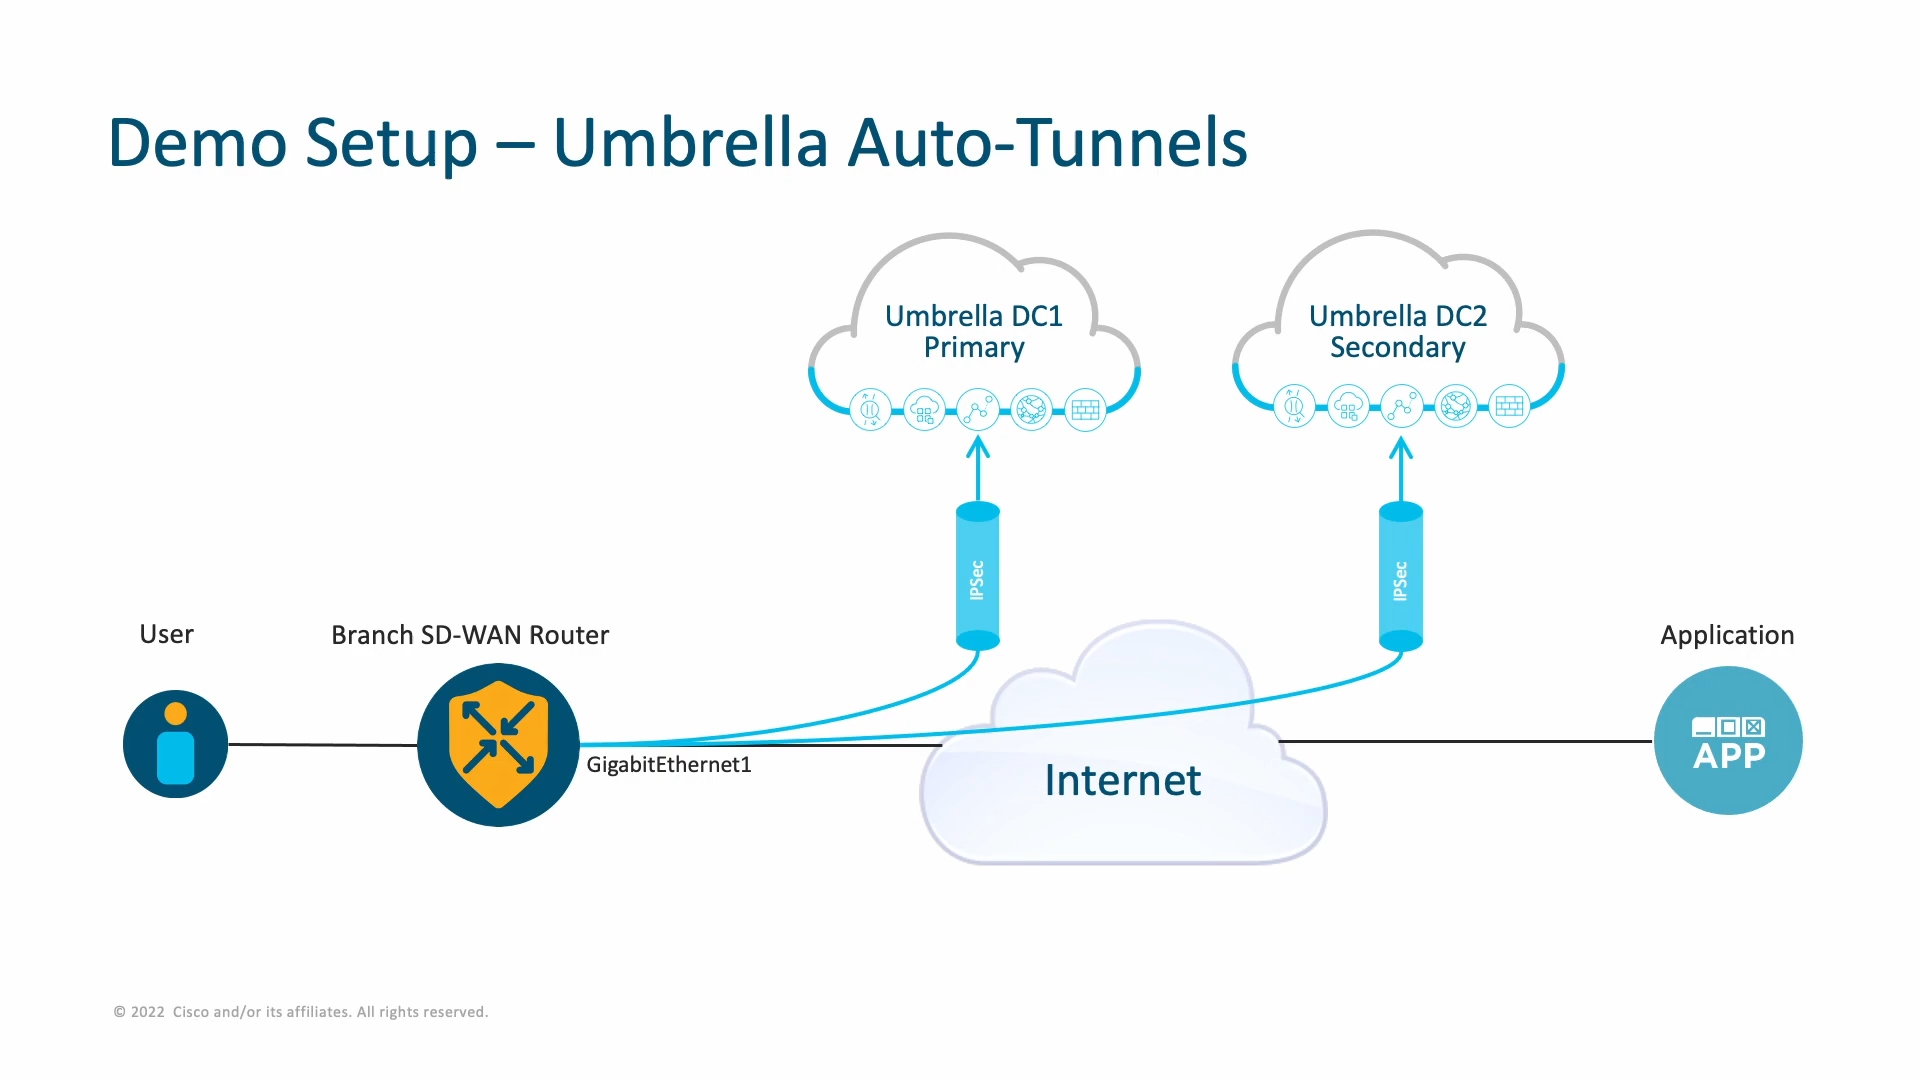 Demo Setup – Umbrella Auto-Tunnels
Umbrella DC1
Primary
Umbrella DC2
Secondary
IPSec
IPSec
User
Branch SD-WAN Router
Application
GigabitEthernet1
Internet
APP
© 2022 Cisco and/or its affiliates. All rights reserved.